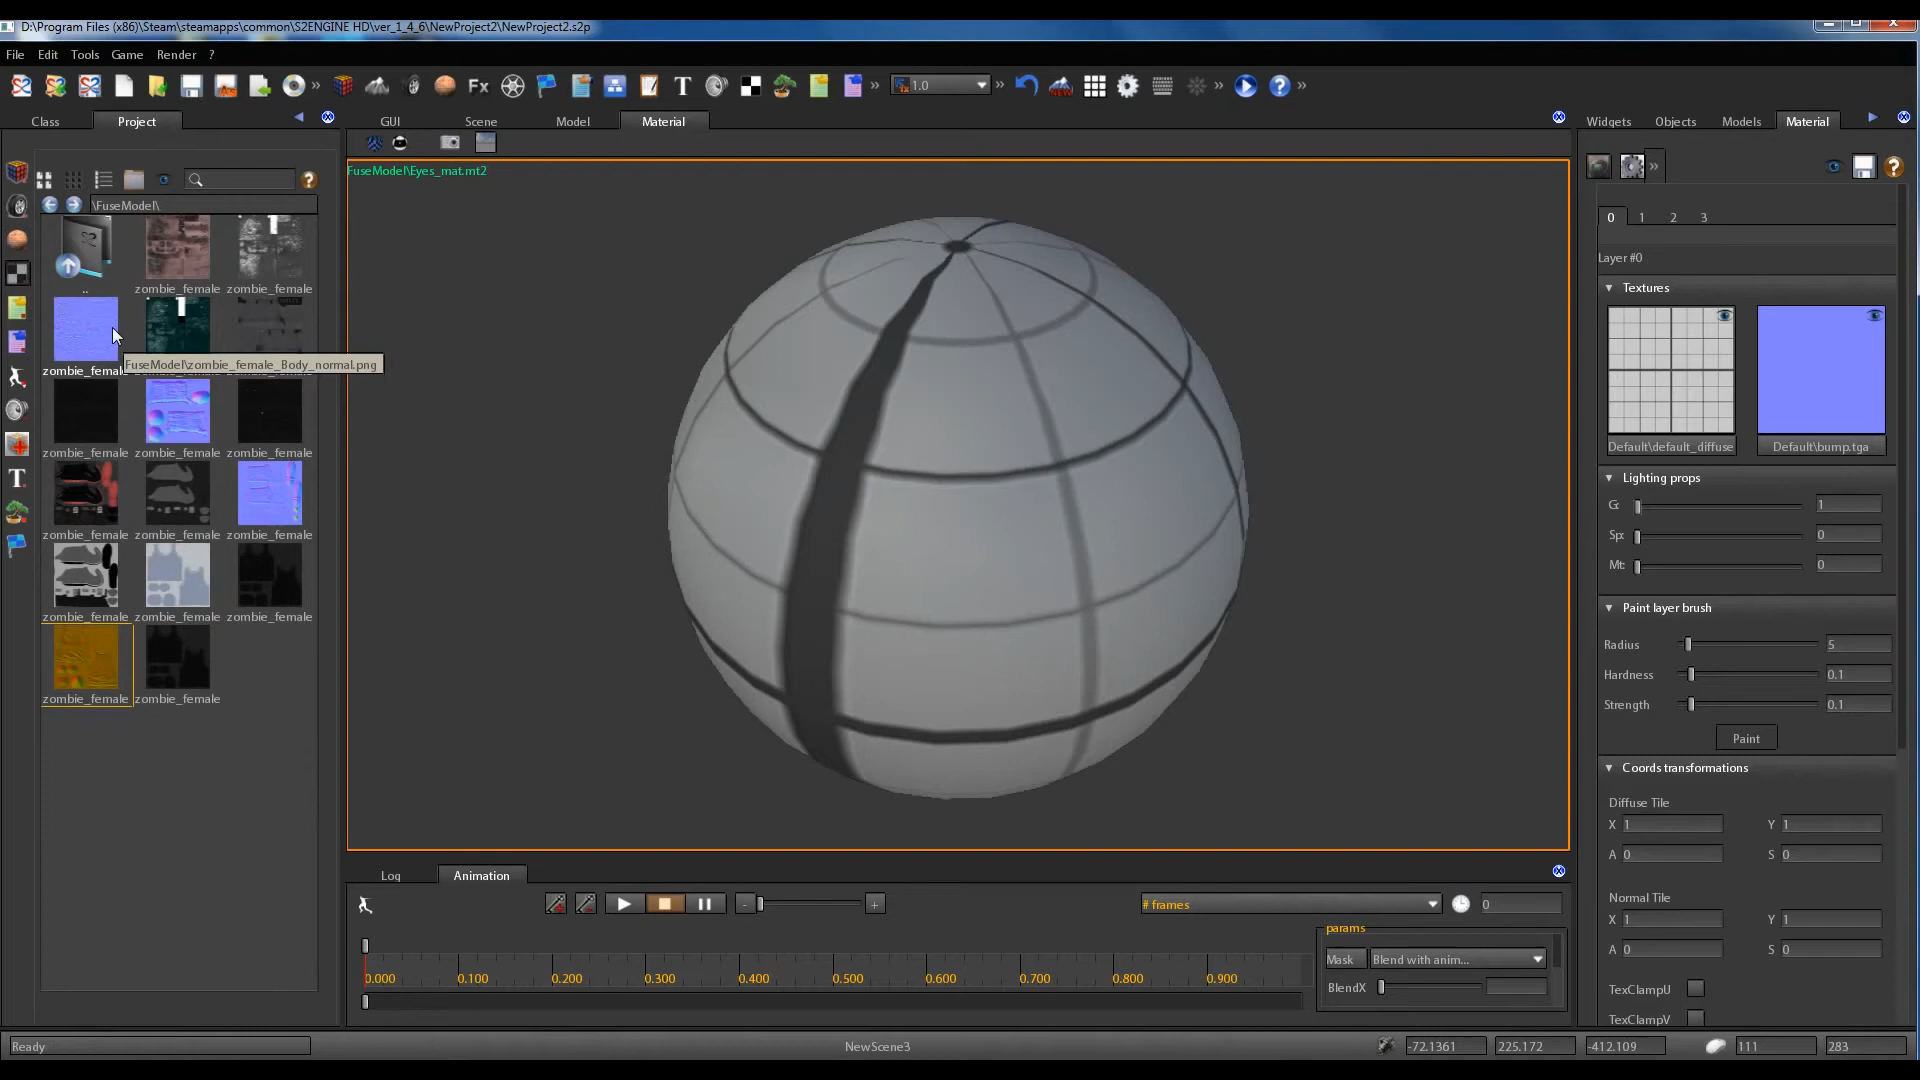 D:\Program Files (x86)\Steam\steamapps\common\S2ENGINE HD\ver_1_4_6\NewProject2\NewProject2.s2p
File Edit Tools Game Render ?
Fx T 1.0
Class Project GUI Scene Model Material Widgets Objects Models Material
FuseModel\Eyes_mat.mt2
\FuseModel\
0 1 2 3
Layer #0
.. zombie_female zombie_female
Textures
FuseModel\zombie_female_Body_normal.png
zombie_female
Default\default_diffuse Default\bump.tga
zombie_female zombie_female zombie_female
Lighting props
G: 1
Sp: 0
zombie_female zombie_female zombie_female
Mt: 0
Paint layer brush
zombie_female zombie_female zombie_female
Radius 5
Hardness 0.1
zombie_female zombie_female
Strength 0.1
Paint
Coords transformations
Diffuse Tile
X 1 Y 1
A 0 S 0
Normal Tile
X 1 Y 1
A 0 S 0
TexClampU
TexClampV
Log Animation
- + # frames 0
params
Mask Blend with anim...
BlendX
0.000 0.100 0.200 0.300 0.400 0.500 0.600 0.700 0.800 0.900
Ready NewScene3 -72.1361 225.172 -412.109 111 283